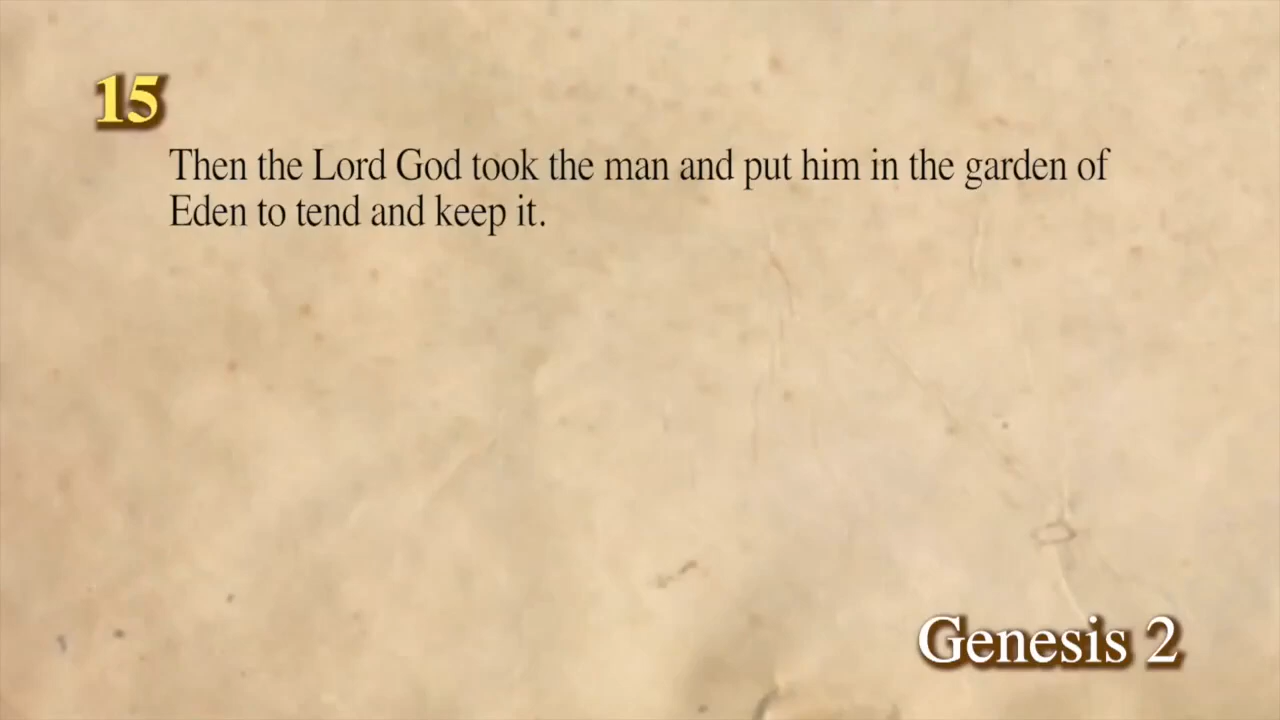 15
Then the Lord God took the man and put him in the garden of
Eden to tend and keep it.
Genesis 2